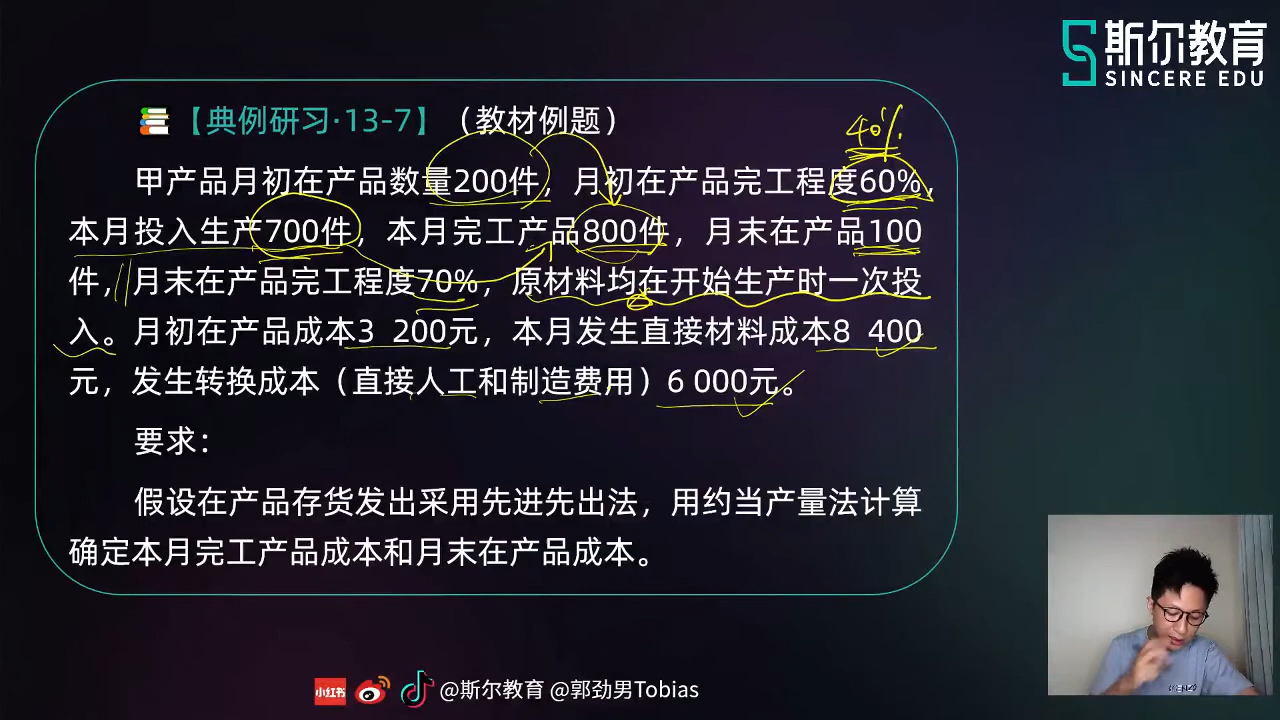 斯尔教育
SINCERE EDU
【典例研习·13-7】（教材例题）
40%
甲产品月初在产品数量200件，月初在产品完工程度60%，
本月投入生产700件，本月完工产品800件，月末在产品100
件，月末在产品完工程度70%，原材料均在开始生产时一次投
入。月初在产品成本3 200元，本月发生直接材料成本8 400
元，发生转换成本（直接人工和制造费用）6 000元。
要求：
假设在产品存货发出采用先进先出法，用约当产量法计算
确定本月完工产品成本和月末在产品成本。
小红书 @斯尔教育 @郭劲男Tobias